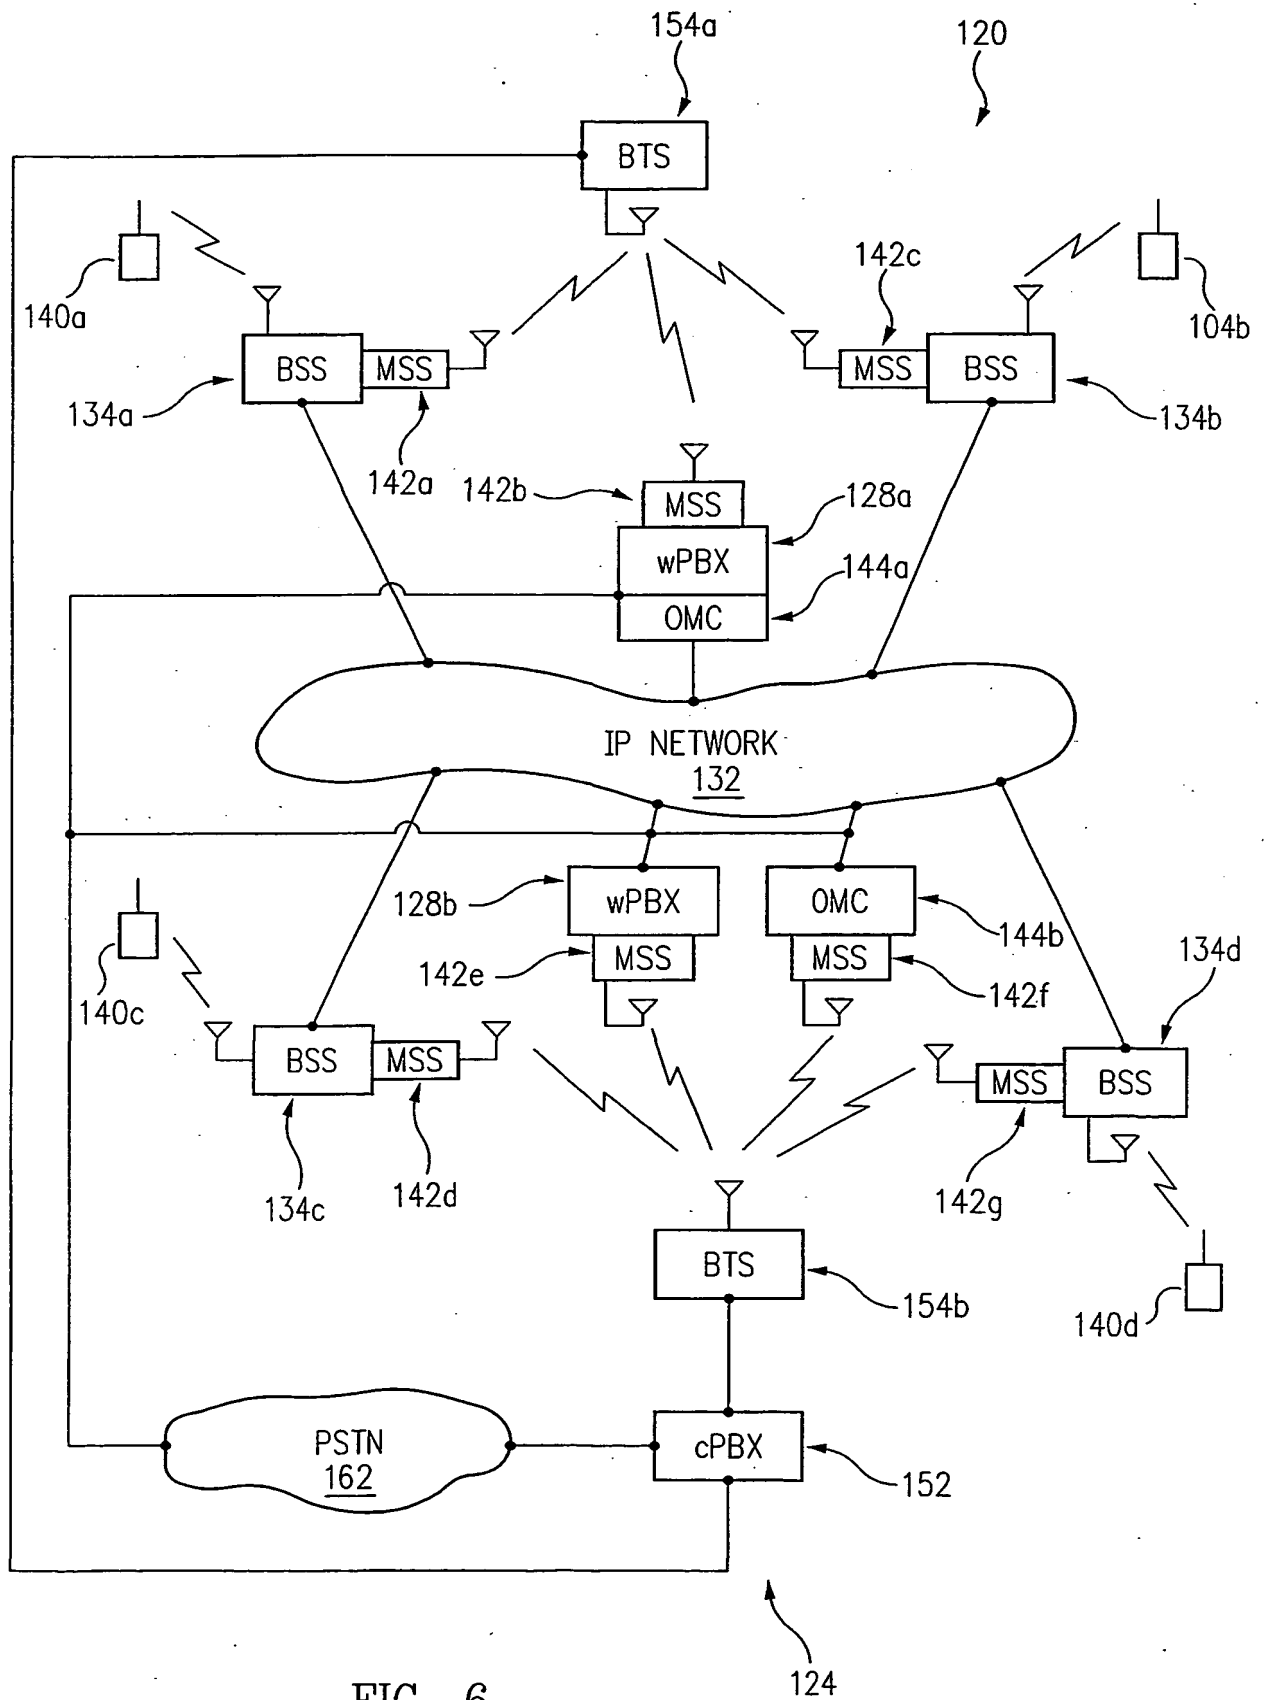 154a
120
BTS
142c
140a
104b
BSS
MSS
MSS
BSS
134a
134b
142a
142b
MSS
128a
wPBX
144a
OMC
IP NETWORK
132
128b
wPBX
OMC
144b
134d
140c
142e
MSS
MSS
142f
BSS
MSS
MSS
BSS
134c
142d
142g
BTS
154b
140d
PSTN
162
cPBX
152
124
FIG. 6